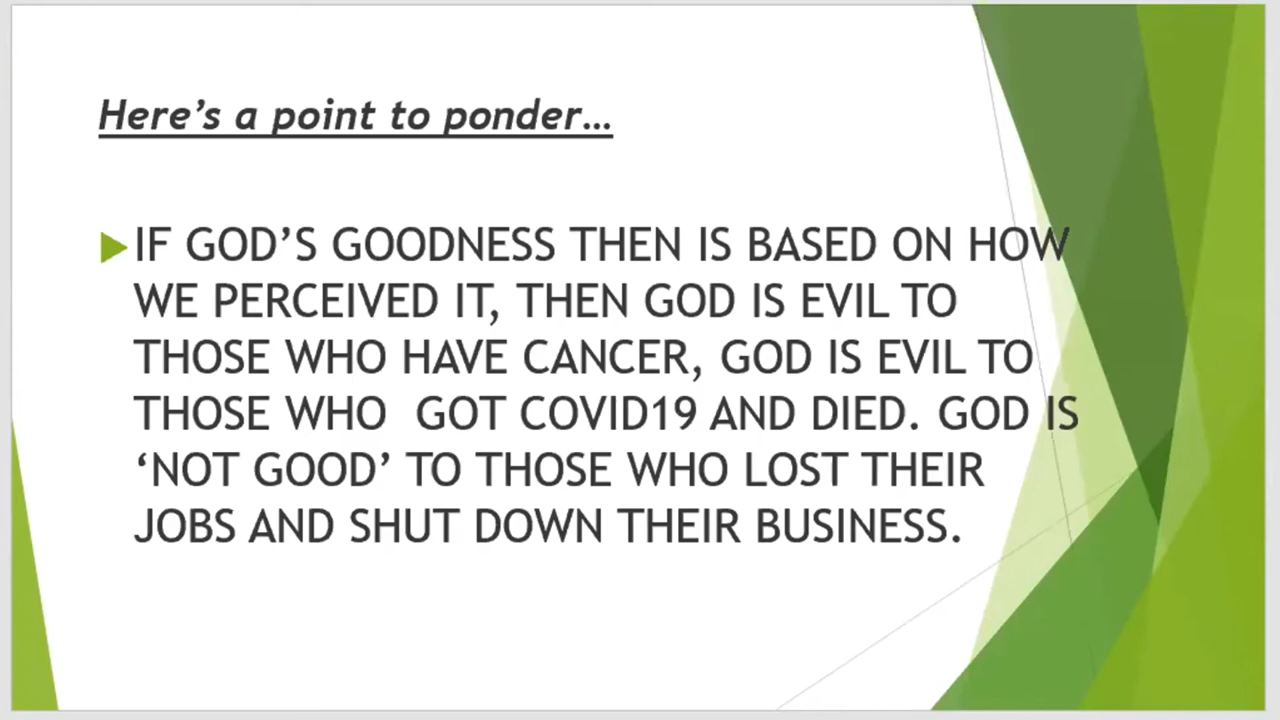 Here’s a point to ponder…
IF GOD’S GOODNESS THEN IS BASED ON HOW
WE PERCEIVED IT, THEN GOD IS EVIL TO
THOSE WHO HAVE CANCER, GOD IS EVIL TO
THOSE WHO  GOT COVID19 AND DIED. GOD IS
‘NOT GOOD’ TO THOSE WHO LOST THEIR
JOBS AND SHUT DOWN THEIR BUSINESS.